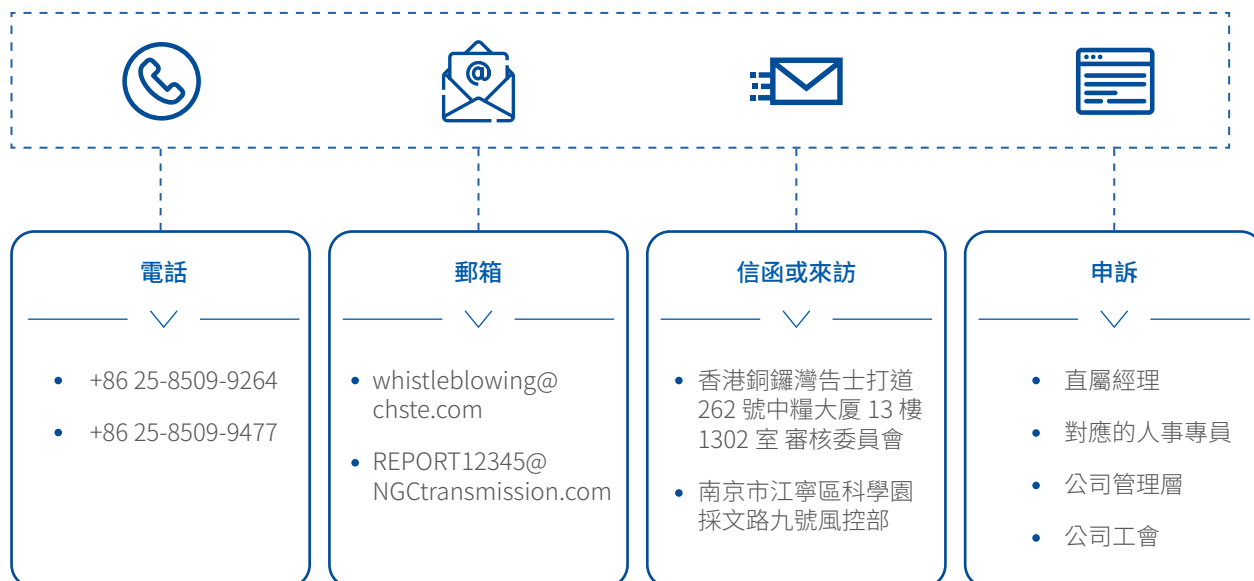 電話
+86 25-8509-9264
+86 25-8509-9477
郵箱
whistleblowing@
chste.com
REPORT12345@
NGCtransmission.com
信函或來訪
香港銅鑼灣告士打道
262 號中糧大厦 13 樓
1302 室 審核委員會
南京市江寧區科學園
採文路九號風控部
申訴
直屬經理
對應的人事專員
公司管理層
公司工會